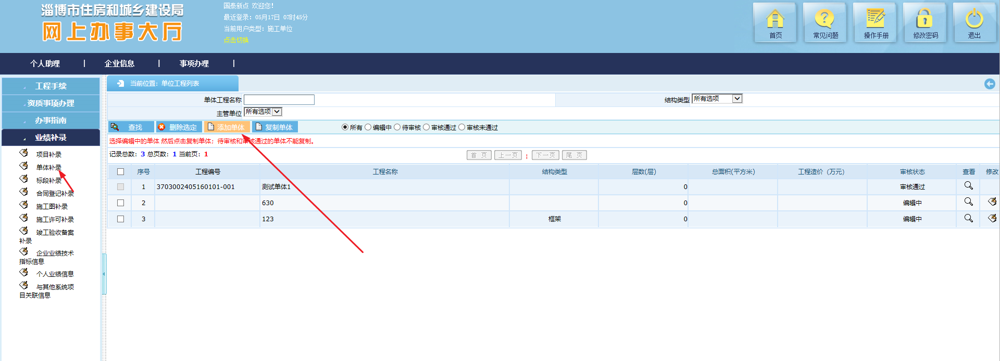 淄博市住房和城乡建设局
网上办事大厅
国泰新点 欢迎您!
最近登录: 05月17日 07时45分
当前用户类型: 施工单位
点击切换
首页
常见问题
操作手册
修改密码
退出
个人助理 | 企业信息 | 事项办理 |
工程手续
资质事项办理
办事指南
业绩补录
项目补录
单体补录
标段补录
合同登记补录
施工图补录
施工许可补录
竣工验收备案
补录
企业业绩技术
指标信息
个人业绩信息
与其他系统项
目关联信息
当前位置: 单位工程列表
单体工程名称
结构类型 所有选项
主管单位 所有选项
查找 删除选定 添加单体 复制单体 所有 编辑中 待审核 审核通过 审核未通过
选择编辑中的单体 然后点击复制单体; 待审核和审核通过的单体不能复制。
记录总数: 3 总页数: 1 当前页: 1 首 页 上一页 ¦ 下一页 尾 页
序号 工程编号 工程名称 结构类型 层数(层) 总面积(平方米) 工程造价 (万元) 审核状态 查看 修改
1 3703002405160101-001 测试单体1 0 审核通过
2 630 0 编辑中
3 123 框架 0 编辑中